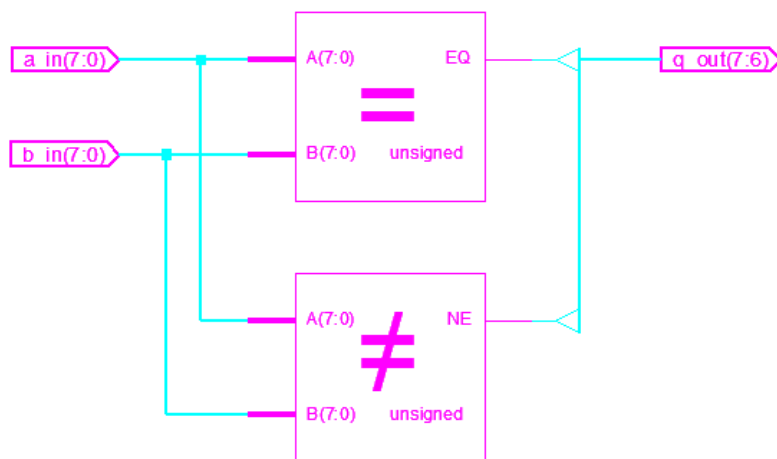 a_in(7:0)
A(7:0) EQ
q_out(7:6)
=
b_in(7:0)
B(7:0) unsigned
A(7:0) NE
≠
B(7:0) unsigned